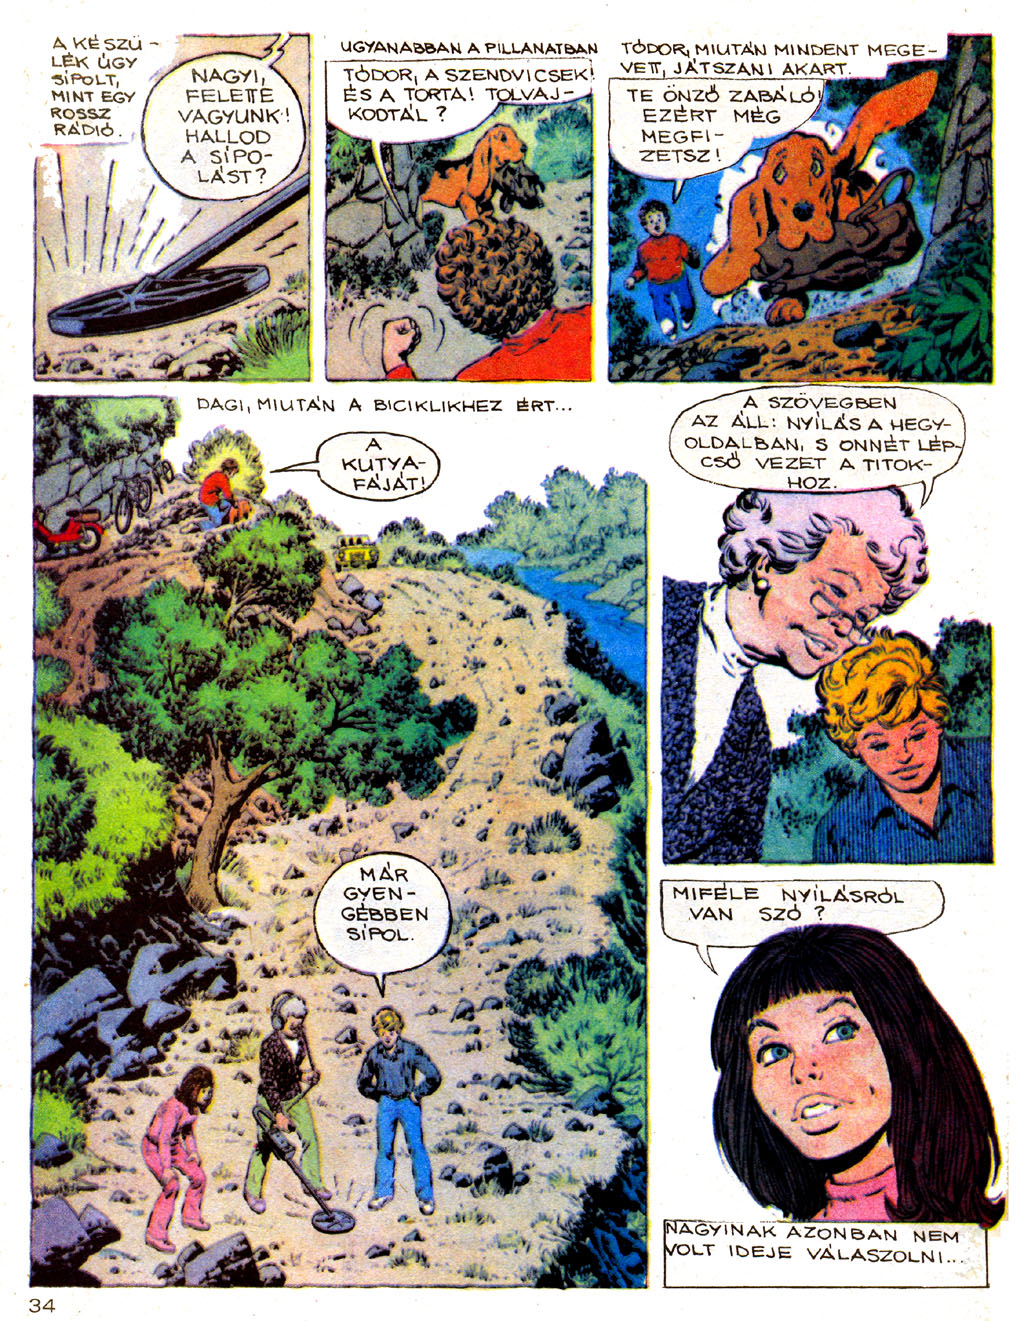 A KÉSZÜ-
LÉK ÚGY
SÍPOLT,
MINT EGY
ROSSZ
RÁDIÓ.
NAGYI,
FELETTE
VAGYUNK!
HALLOD
A SÍPO-
LÁST?
UGYANABBAN A PILLANATBAN
TÓDOR, A SZENDVICSEK!
ÉS A TORTA! TOLVAJ-
KODTÁL?
TÓDOR, MIUTÁN MINDENT MEGE-
VETT, JÁTSZANI AKART.
TE ÖNZŐ ZABÁLÓ!
EZÉRT MÉG
MEGFI-
ZETSZ!
DAGI, MIUTÁN A BICIKLIKHEZ ÉRT...
A
KUTYA-
FÁJÁT!
MÁR
GYEN-
GÉBBEN
SÍPOL.
A SZÖVEGBEN
AZ ÁLL: NYÍLÁS A HEGY-
OLDALBAN, S ONNÉT LÉP-
CSŐ VEZET A TITOK-
HOZ.
MIFÉLE NYÍLÁSRÓL
VAN SZÓ?
NAGYINAK AZONBAN NEM
VOLT IDEJE VÁLASZOLNI...
34